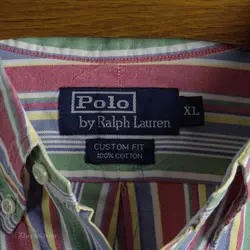 Polo
by Ralph Lauren
XL
CUSTOM FIT
100% COTTON